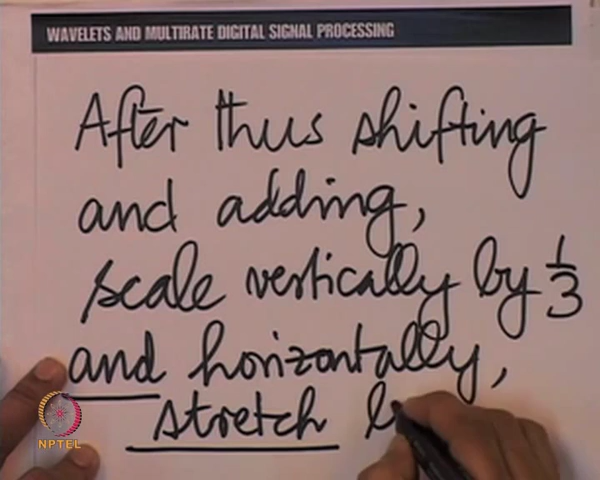 WAVELETS AND MULTIRATE DIGITAL SIGNAL PROCESSING
After thus shifting
and adding,
scale vertically by 1/3
and horizontally,
stretch
NPTEL